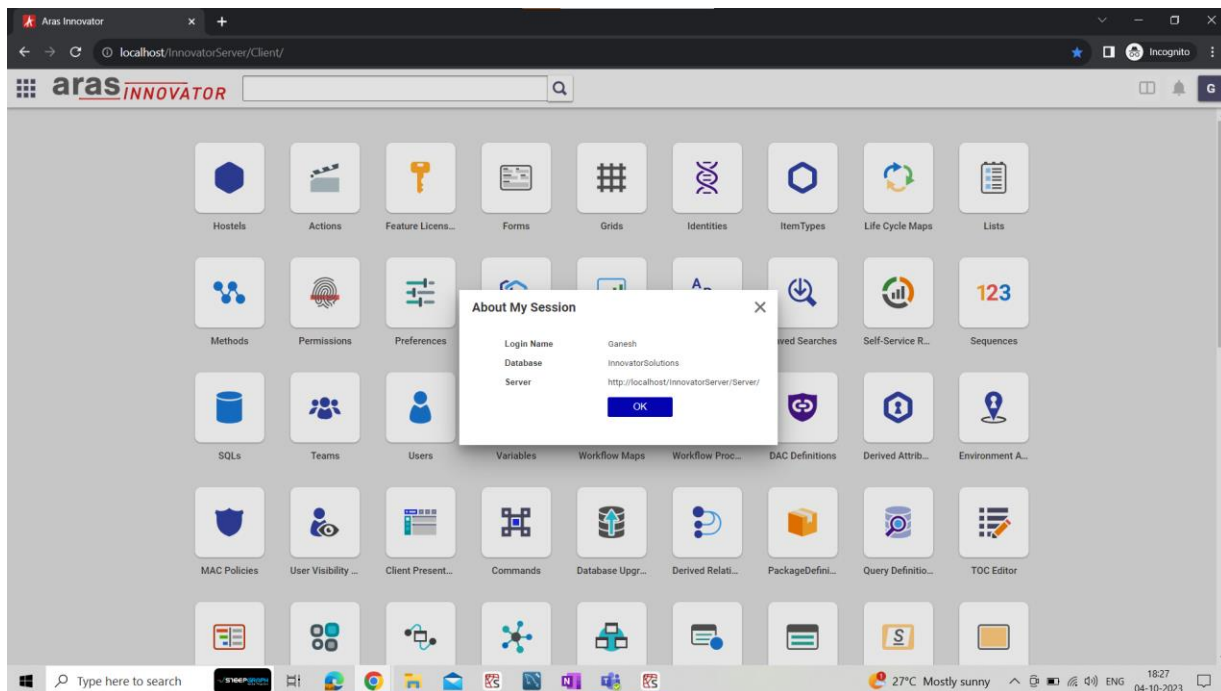 Aras Innovator
localhost/InnovatorServer/Client/
Incognito
aras INNOVATOR
G
Hostels Actions Feature Licens... Forms Grids Identities ItemTypes Life Cycle Maps Lists
123
Methods Permissions Preferences ved Searches Self-Service R... Sequences
About My Session
Login Name Ganesh
Database InnovatorSolutions
Server http://localhost/InnovatorServer/Server/
OK
SQLs Teams Users Variables Workflow Maps Workflow Proc... DAC Definitions Derived Attrib... Environment A...
MAC Policies User Visibility ... Client Present... Commands Database Upgr... Derived Relati... PackageDefini... Query Definitio... TOC Editor
S
Type here to search
27°C Mostly sunny
ENG
18:27
04-10-2023